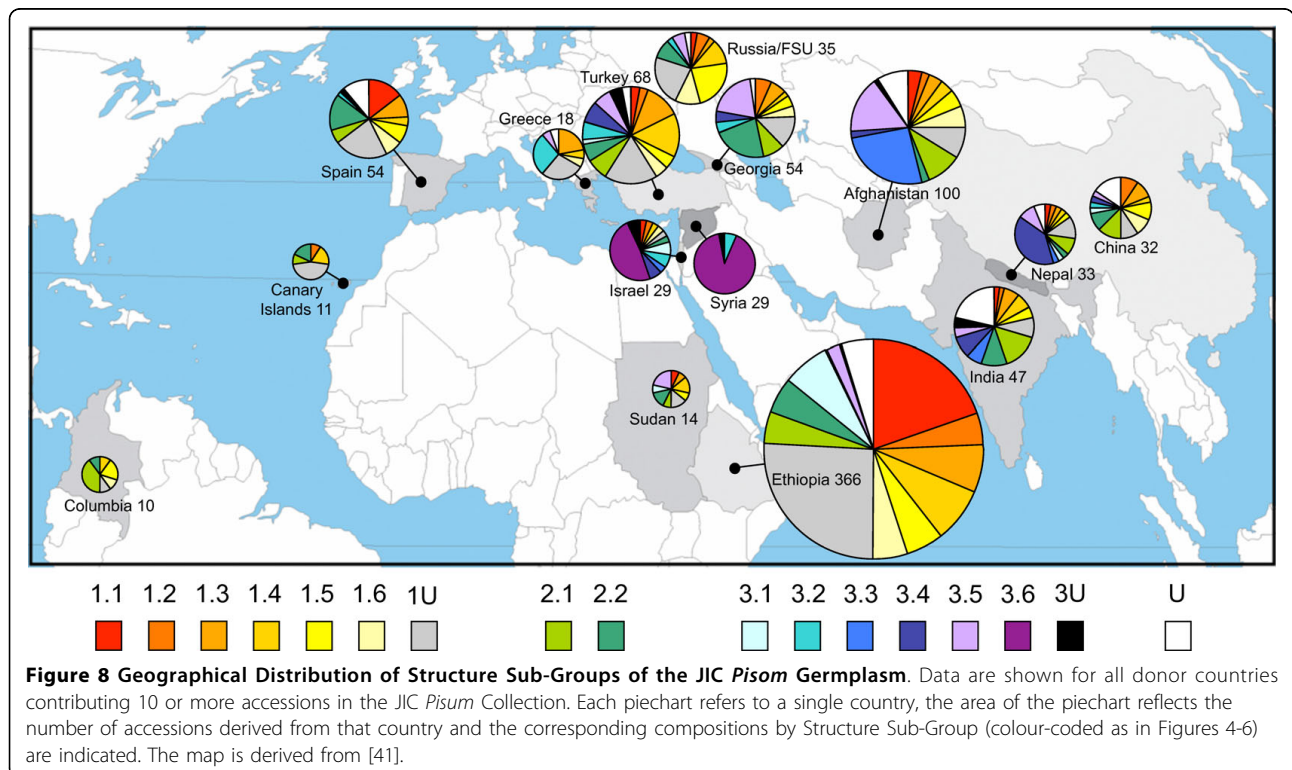 Russia/FSU 35
Turkey 68
Greece 18
Spain 54
Georgia 54
Afghanistan 100
China 32
Nepal 33
Canary
Islands 11
Israel 29
Syria 29
India 47
Sudan 14
Ethiopia 366
Columbia 10
1.1 1.2 1.3 1.4 1.5 1.6 1U 2.1 2.2 3.1 3.2 3.3 3.4 3.5 3.6 3U U
Figure 8 Geographical Distribution of Structure Sub-Groups of the JIC Pisom Germplasm. Data are shown for all donor countries
contributing 10 or more accessions in the JIC Pisum Collection. Each piechart refers to a single country, the area of the piechart reflects the
number of accessions derived from that country and the corresponding compositions by Structure Sub-Group (colour-coded as in Figures 4-6)
are indicated. The map is derived from [41].